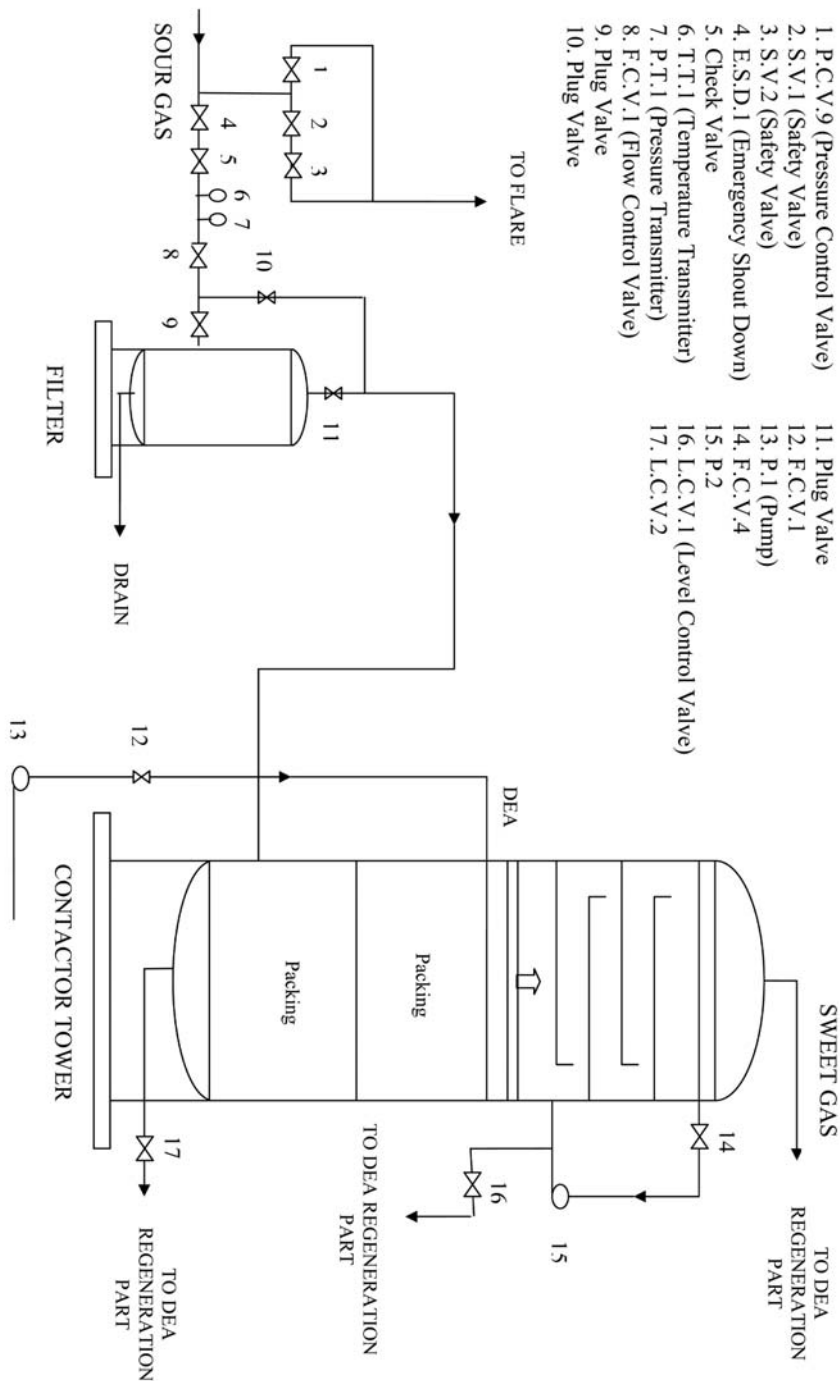 1. P.C.V.9 (Pressure Control Valve)
2. S.V.1 (Safety Valve)
3. S.V.2 (Safety Valve)
4. E.S.D.1 (Emergency Shout Down)
5. Check Valve
6. T.T.1 (Temperature Transmitter)
7. P.T.1 (Pressure Transmitter)
8. F.C.V.1 (Flow Control Valve)
9. Plug Valve
10. Plug Valve
11. Plug Valve
12. F.C.V.1
13. P.1 (Pump)
14. F.C.V.4
15. P.2
16. L.C.V.1 (Level Control Valve)
17. L.C.V.2
TO FLARE
1
2
3
SOUR GAS
4
5
6
7
8
10
9
11
FILTER
DRAIN
13
12
DEA
CONTACTOR TOWER
Packing
Packing
SWEET GAS
TO DEA
REGENERATION
PART
14
15
16
TO DEA REGENERATION
PART
17
TO DEA
REGENERATION
PART